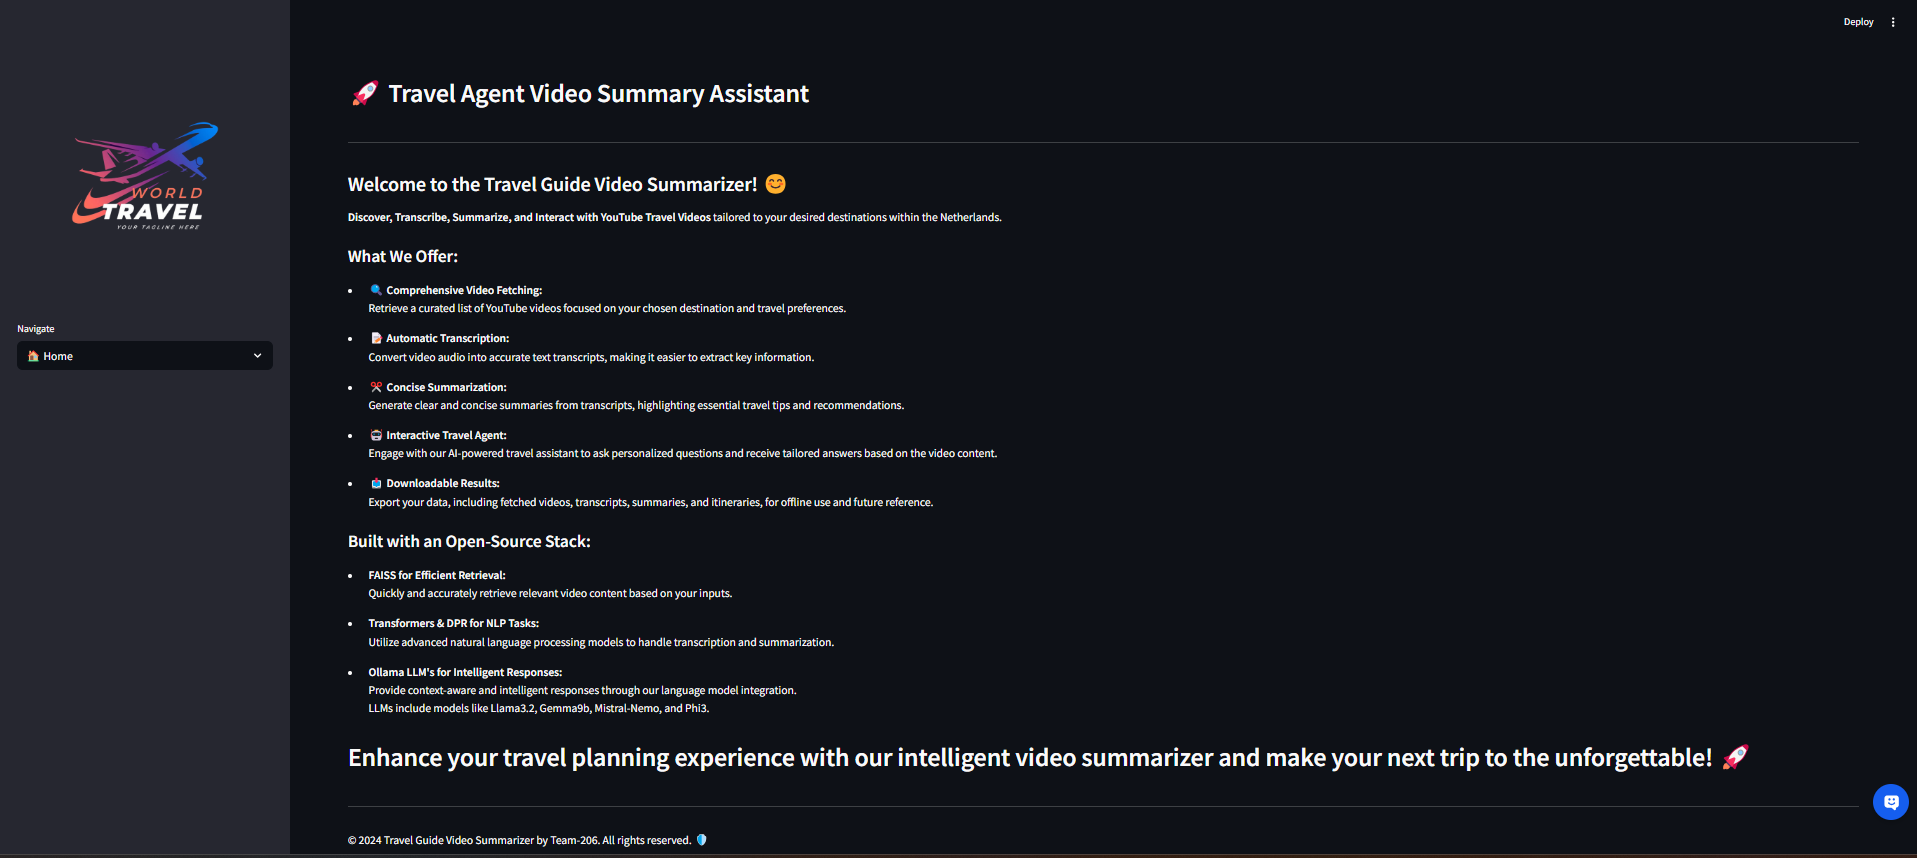 Deploy
WORLD
TRAVEL
YOUR TAGLINE HERE
Navigate
Home
Travel Agent Video Summary Assistant
Welcome to the Travel Guide Video Summarizer!
Discover, Transcribe, Summarize, and Interact with YouTube Travel Videos tailored to your desired destinations within the Netherlands.
What We Offer:
Comprehensive Video Fetching:
Retrieve a curated list of YouTube videos focused on your chosen destination and travel preferences.
Automatic Transcription:
Convert video audio into accurate text transcripts, making it easier to extract key information.
Concise Summarization:
Generate clear and concise summaries from transcripts, highlighting essential travel tips and recommendations.
Interactive Travel Agent:
Engage with our AI-powered travel assistant to ask personalized questions and receive tailored answers based on the video content.
Downloadable Results:
Export your data, including fetched videos, transcripts, summaries, and itineraries, for offline use and future reference.
Built with an Open-Source Stack:
FAISS for Efficient Retrieval:
Quickly and accurately retrieve relevant video content based on your inputs.
Transformers & DPR for NLP Tasks:
Utilize advanced natural language processing models to handle transcription and summarization.
Ollama LLM's for Intelligent Responses:
Provide context-aware and intelligent responses through our language model integration.
LLMs include models like Llama3.2, Gemma9b, Mistral-Nemo, and Phi3.
Enhance your travel planning experience with our intelligent video summarizer and make your next trip to the unforgettable!
© 2024 Travel Guide Video Summarizer by Team-206. All rights reserved.